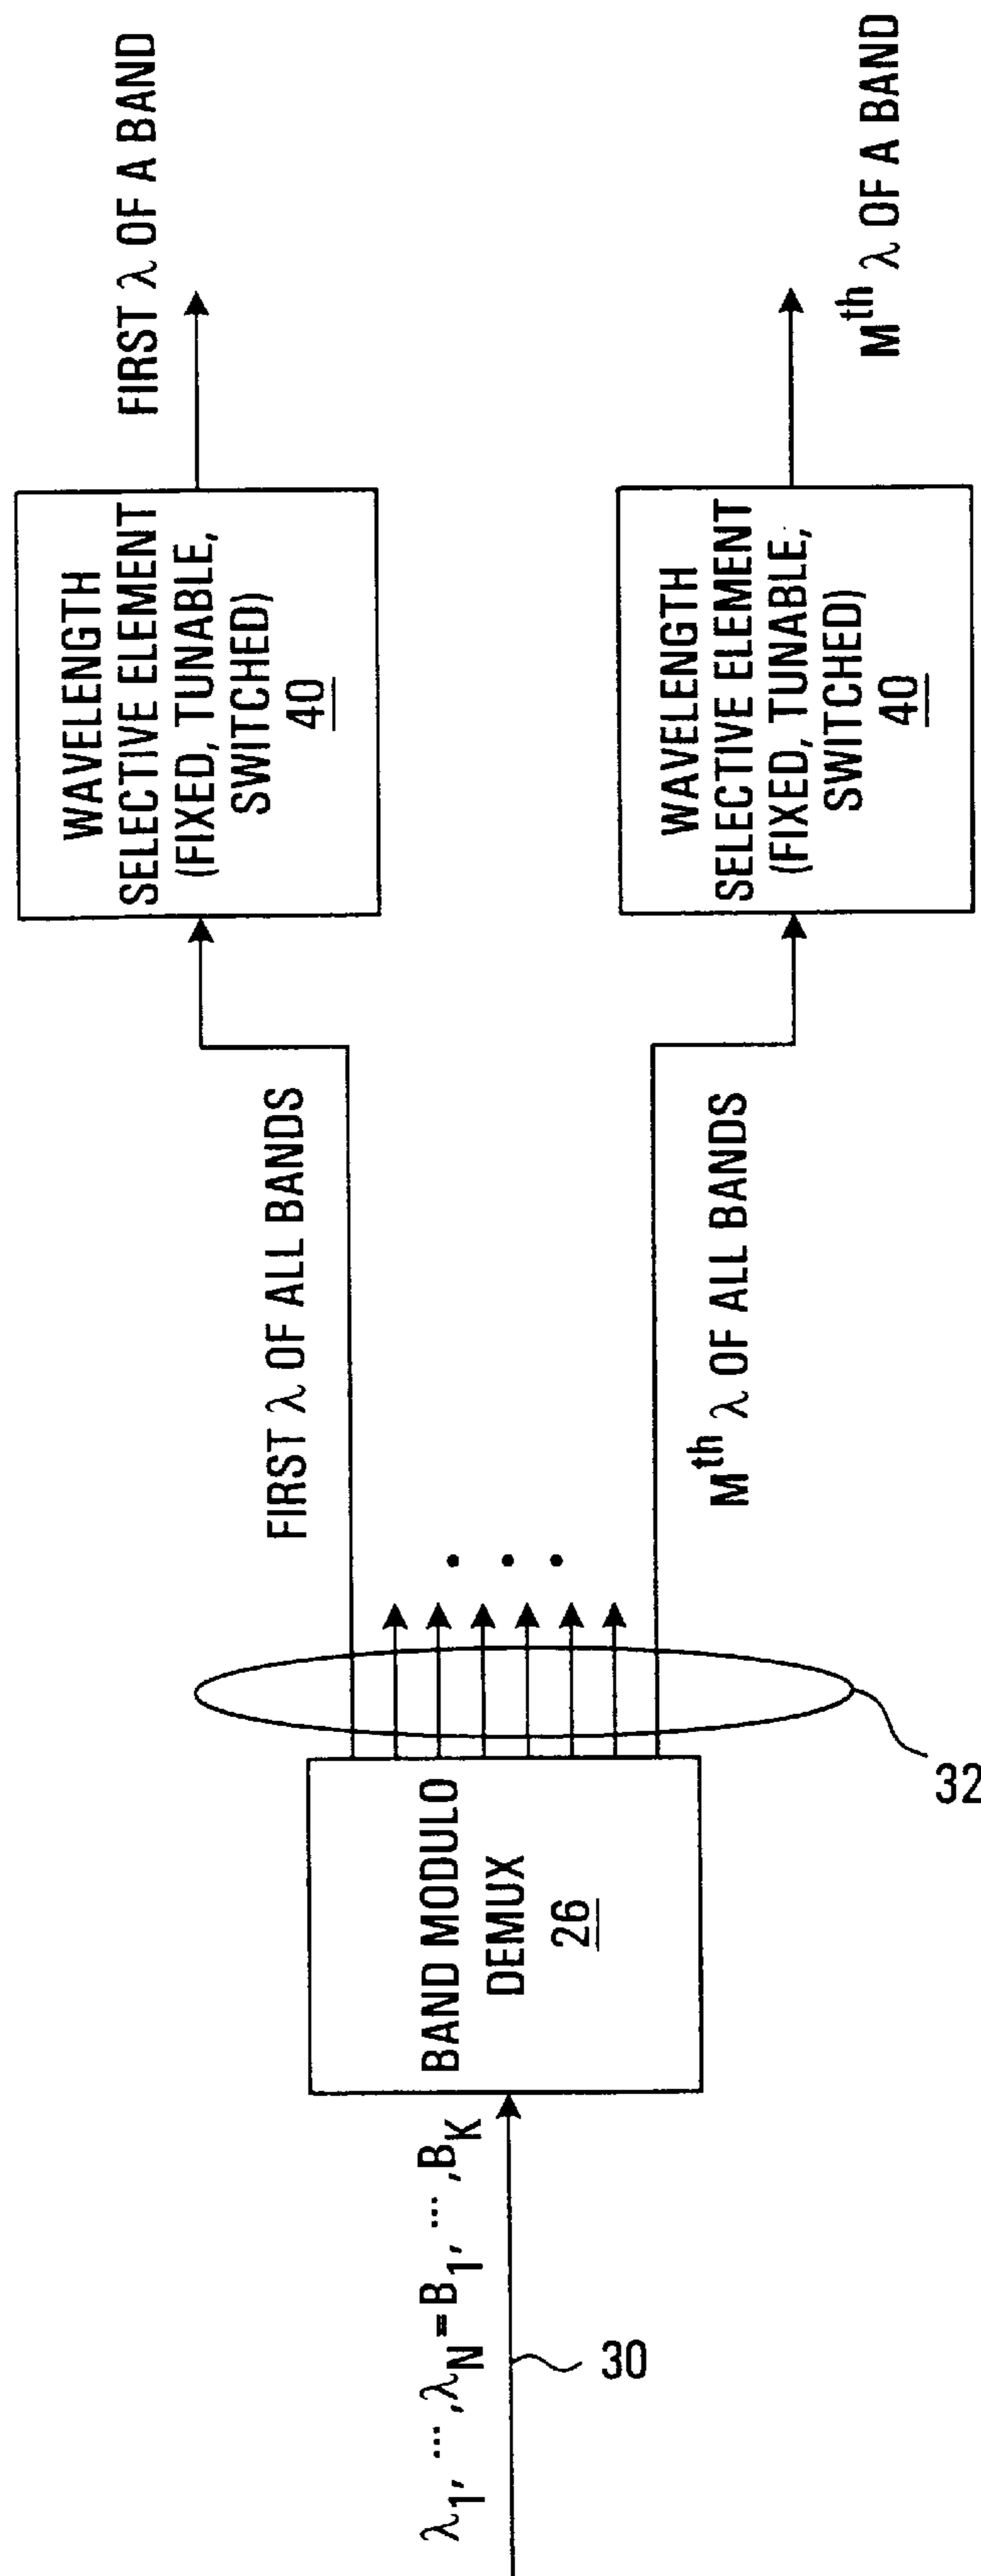 λ1, ... ,λN=B1, ... ,BK
30
BAND MODULO
DEMUX
26
32
FIRST λ OF ALL BANDS
Mth λ OF ALL BANDS
WAVELENGTH
SELECTIVE ELEMENT
(FIXED, TUNABLE,
SWITCHED)
40
FIRST λ OF A BAND
WAVELENGTH
SELECTIVE ELEMENT
(FIXED, TUNABLE,
SWITCHED)
40
Mth λ OF A BAND